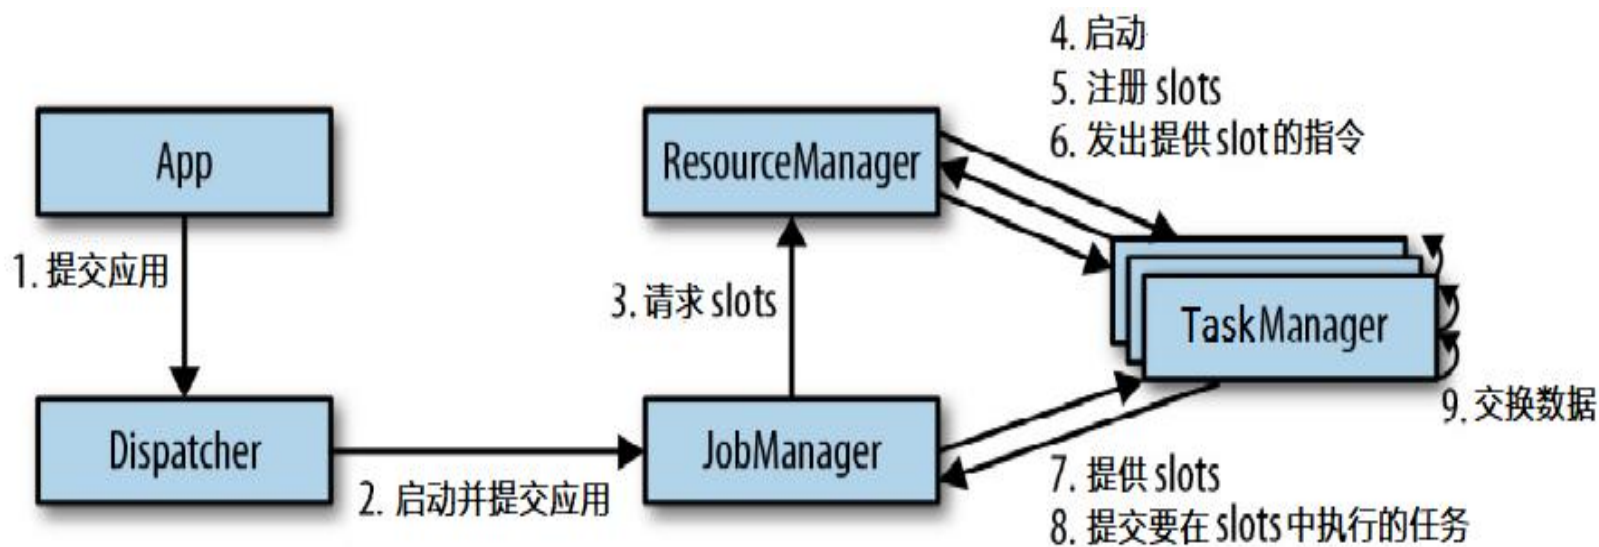 4. 启动
5. 注册 slots
6. 发出提供 slot 的指令
App
ResourceManager
1. 提交应用
3. 请求 slots
TaskManager
9. 交换数据
Dispatcher
JobManager
2. 启动并提交应用
7. 提供 slots
8. 提交要在 slots 中执行的任务